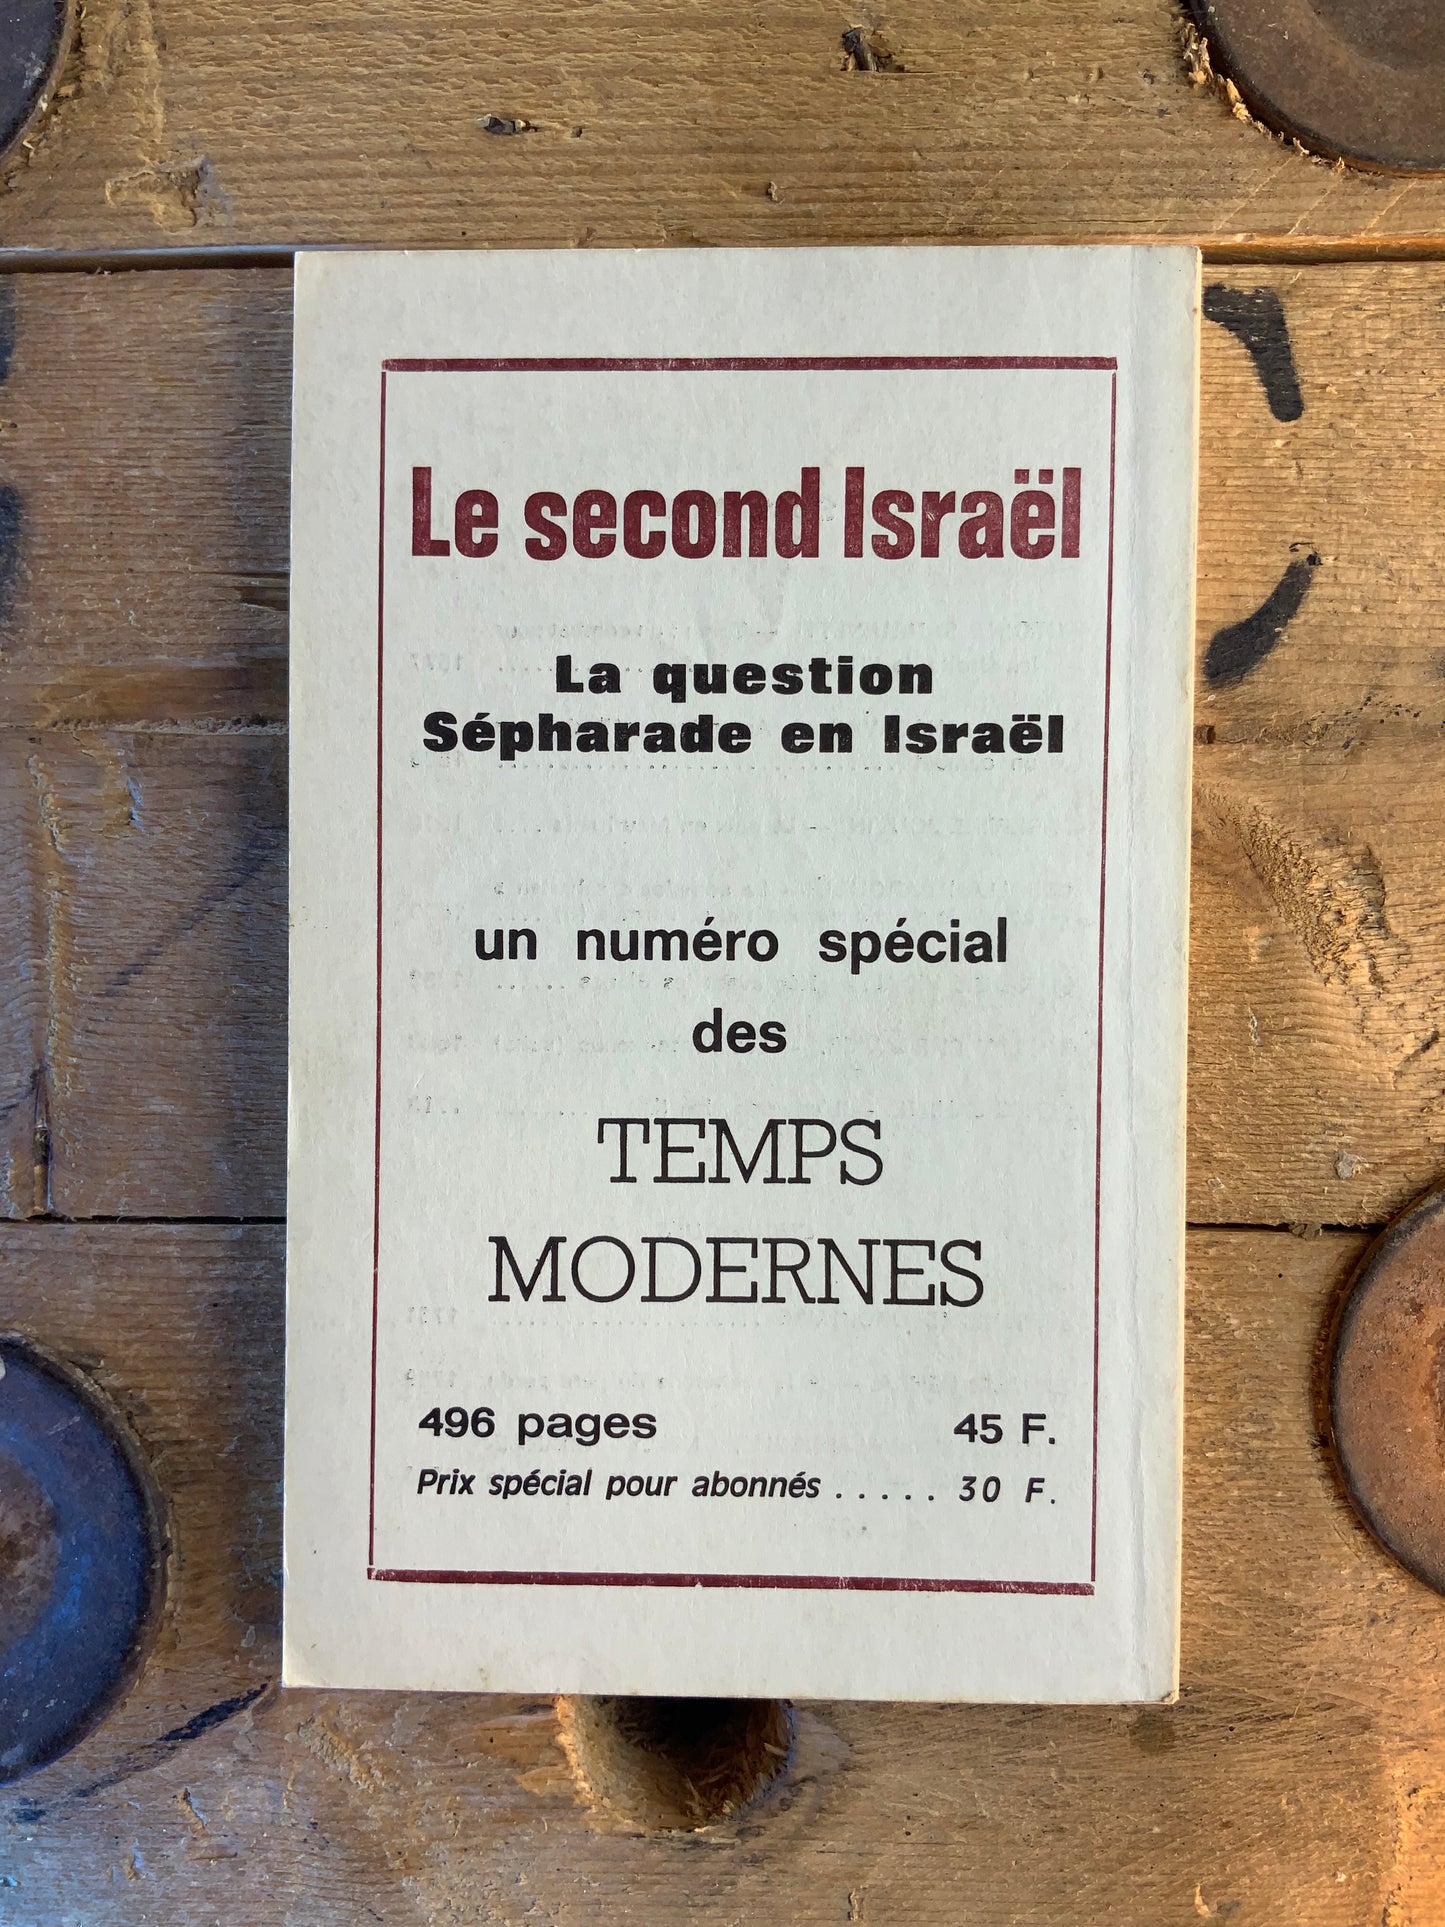 Le second Israël
La question
Sépharade en Israël
un numéro spécial
des
TEMPS
MODERNES
496 pages 45 F.
Prix spécial pour abonnés ..... 30 F.